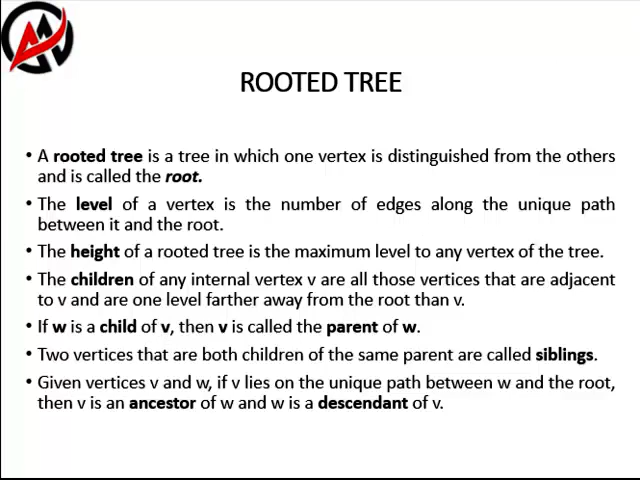 ROOTED TREE
• A rooted tree is a tree in which one vertex is distinguished from the others
and is called the root.
• The level of a vertex is the number of edges along the unique path
between it and the root.
• The height of a rooted tree is the maximum level to any vertex of the tree.
• The children of any internal vertex v are all those vertices that are adjacent
to v and are one level farther away from the root than v.
• If w is a child of v, then v is called the parent of w.
• Two vertices that are both children of the same parent are called siblings.
• Given vertices v and w, if v lies on the unique path between w and the root,
then v is an ancestor of w and w is a descendant of v.